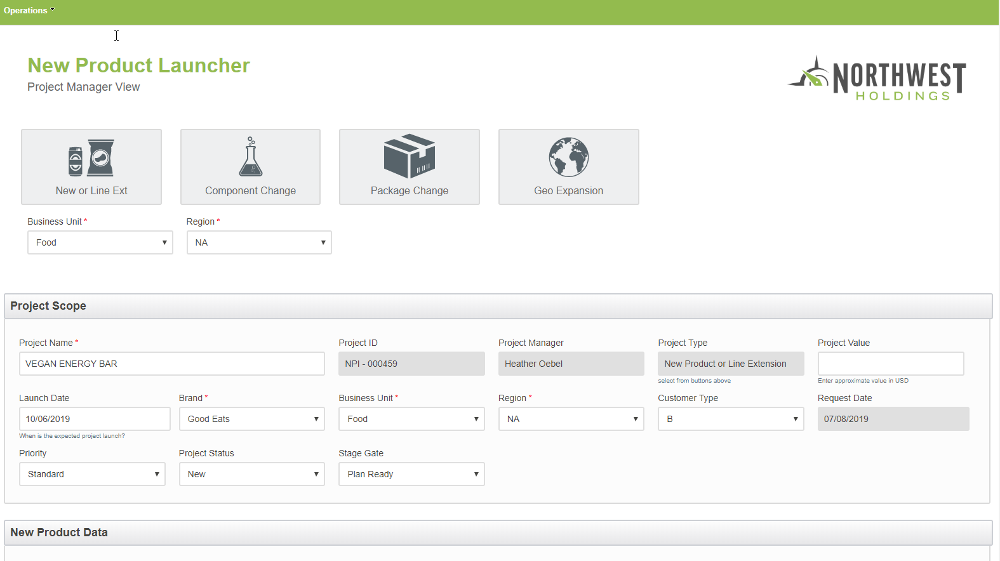 Operations
New Product Launcher
Project Manager View
NORTHWEST
HOLDINGS
New or Line Ext
Component Change
Package Change
Geo Expansion
Business Unit *
Region *
Food
NA
Project Scope
Project Name *
Project ID
Project Manager
Project Type
Project Value
VEGAN ENERGY BAR
NPI - 000459
Heather Oebel
New Product or Line Extension
select from buttons above
Enter approximate value in USD
Launch Date
Brand *
Business Unit *
Region *
Customer Type
Request Date
10/06/2019
Good Eats
Food
NA
B
07/08/2019
When is the expected project launch?
Priority
Project Status
Stage Gate
Standard
New
Plan Ready
New Product Data